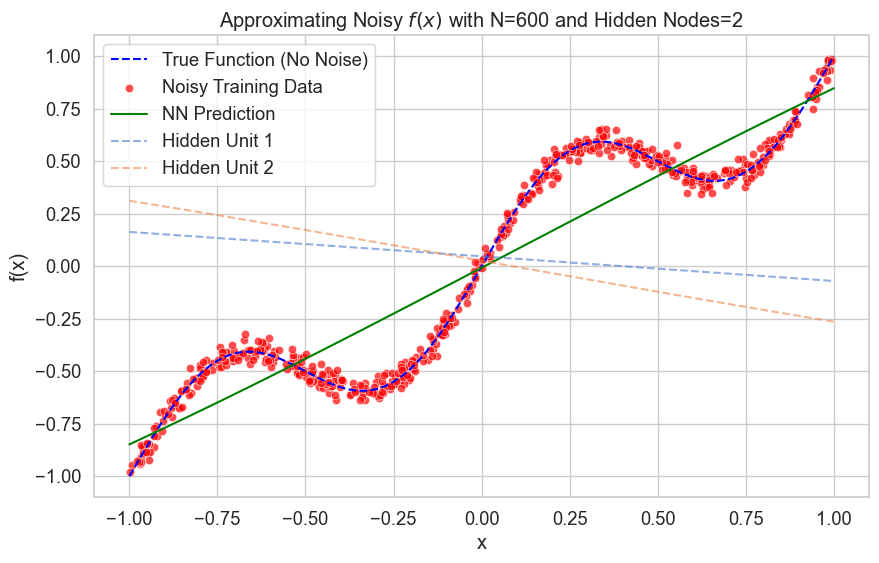 Approximating Noisy f(x) with N=600 and Hidden Nodes=2
True Function (No Noise)
Noisy Training Data
NN Prediction
Hidden Unit 1
Hidden Unit 2
1.00
0.75
0.50
0.25
0.00
−0.25
−0.50
−0.75
−1.00
f(x)
−1.00 −0.75 −0.50 −0.25 0.00 0.25 0.50 0.75 1.00
x